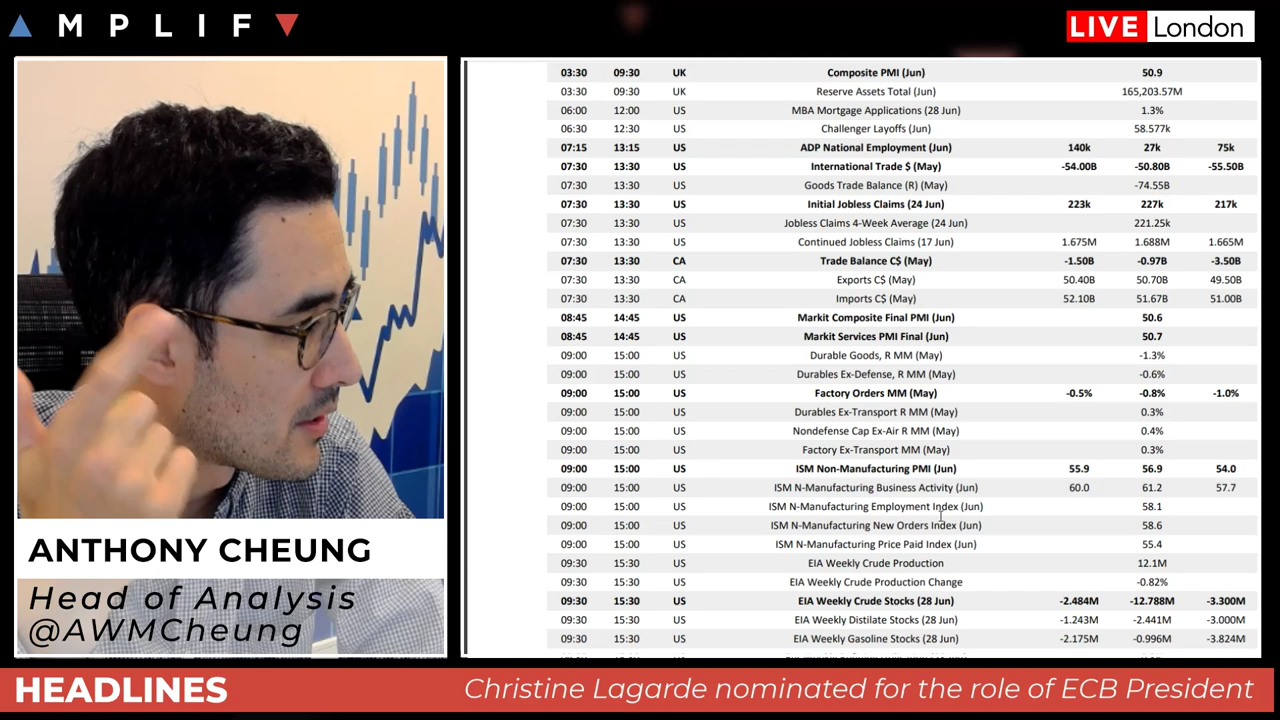 AMPLIFY
LIVE London
03:30 09:30 UK Composite PMI (Jun) 50.9
03:30 09:30 UK Reserve Assets Total (Jun) 165,203.57M
06:00 12:00 US MBA Mortgage Applications (28 Jun) 1.3%
06:30 12:30 US Challenger Layoffs (Jun) 58.577k
07:15 13:15 US ADP National Employment (Jun) 140k 27k 75k
07:30 13:30 US International Trade $ (May) -54.00B -50.80B -55.50B
07:30 13:30 US Goods Trade Balance (R) (May) -74.55B
07:30 13:30 US Initial Jobless Claims (24 Jun) 223k 227k 217k
07:30 13:30 US Jobless Claims 4-Week Average (24 Jun) 221.25k
07:30 13:30 US Continued Jobless Claims (17 Jun) 1.675M 1.688M 1.665M
07:30 13:30 CA Trade Balance C$ (May) -1.50B -0.97B -3.50B
07:30 13:30 CA Exports C$ (May) 50.40B 50.70B 49.50B
07:30 13:30 CA Imports C$ (May) 52.10B 51.67B 51.00B
08:45 14:45 US Markit Composite Final PMI (Jun) 50.6
08:45 14:45 US Markit Services PMI Final (Jun) 50.7
09:00 15:00 US Durable Goods, R MM (May) -1.3%
09:00 15:00 US Durables Ex-Defense, R MM (May) -0.6%
09:00 15:00 US Factory Orders MM (May) -0.5% -0.8% -1.0%
09:00 15:00 US Durables Ex-Transport R MM (May) 0.3%
09:00 15:00 US Nondefense Cap Ex-Air R MM (May) 0.4%
09:00 15:00 US Factory Ex-Transport MM (May) 0.3%
09:00 15:00 US ISM Non-Manufacturing PMI (Jun) 55.9 56.9 54.0
09:00 15:00 US ISM N-Manufacturing Business Activity (Jun) 60.0 61.2 57.7
09:00 15:00 US ISM N-Manufacturing Employment Index (Jun) 58.1
09:00 15:00 US ISM N-Manufacturing New Orders Index (Jun) 58.6
09:00 15:00 US ISM N-Manufacturing Price Paid Index (Jun) 55.4
09:30 15:30 US EIA Weekly Crude Production 12.1M
09:30 15:30 US EIA Weekly Crude Production Change -0.82%
09:30 15:30 US EIA Weekly Crude Stocks (28 Jun) -2.484M -12.788M -3.300M
09:30 15:30 US EIA Weekly Distilate Stocks (28 Jun) -1.243M -2.441M -3.000M
09:30 15:30 US EIA Weekly Gasoline Stocks (28 Jun) -2.175M -0.996M -3.824M
ANTHONY CHEUNG
Head of Analysis
@AWMCheung
HEADLINES Christine Lagarde nominated for the role of ECB President